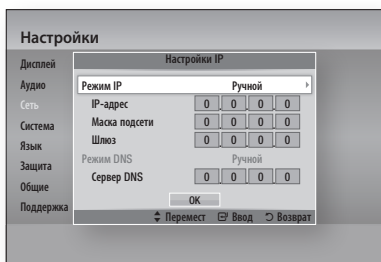 Настройки
Дисплей
Аудио
Сеть
Система
Язык
Защита
Общие
Поддержка
Настройки IP
Режим IP Ручной
IP-адрес 0 0 0 0
Маска подсети 0 0 0 0
Шлюз 0 0 0 0
Режим DNS Ручной
Сервер DNS 0 0 0 0
OK
Перемест Ввод Возврат